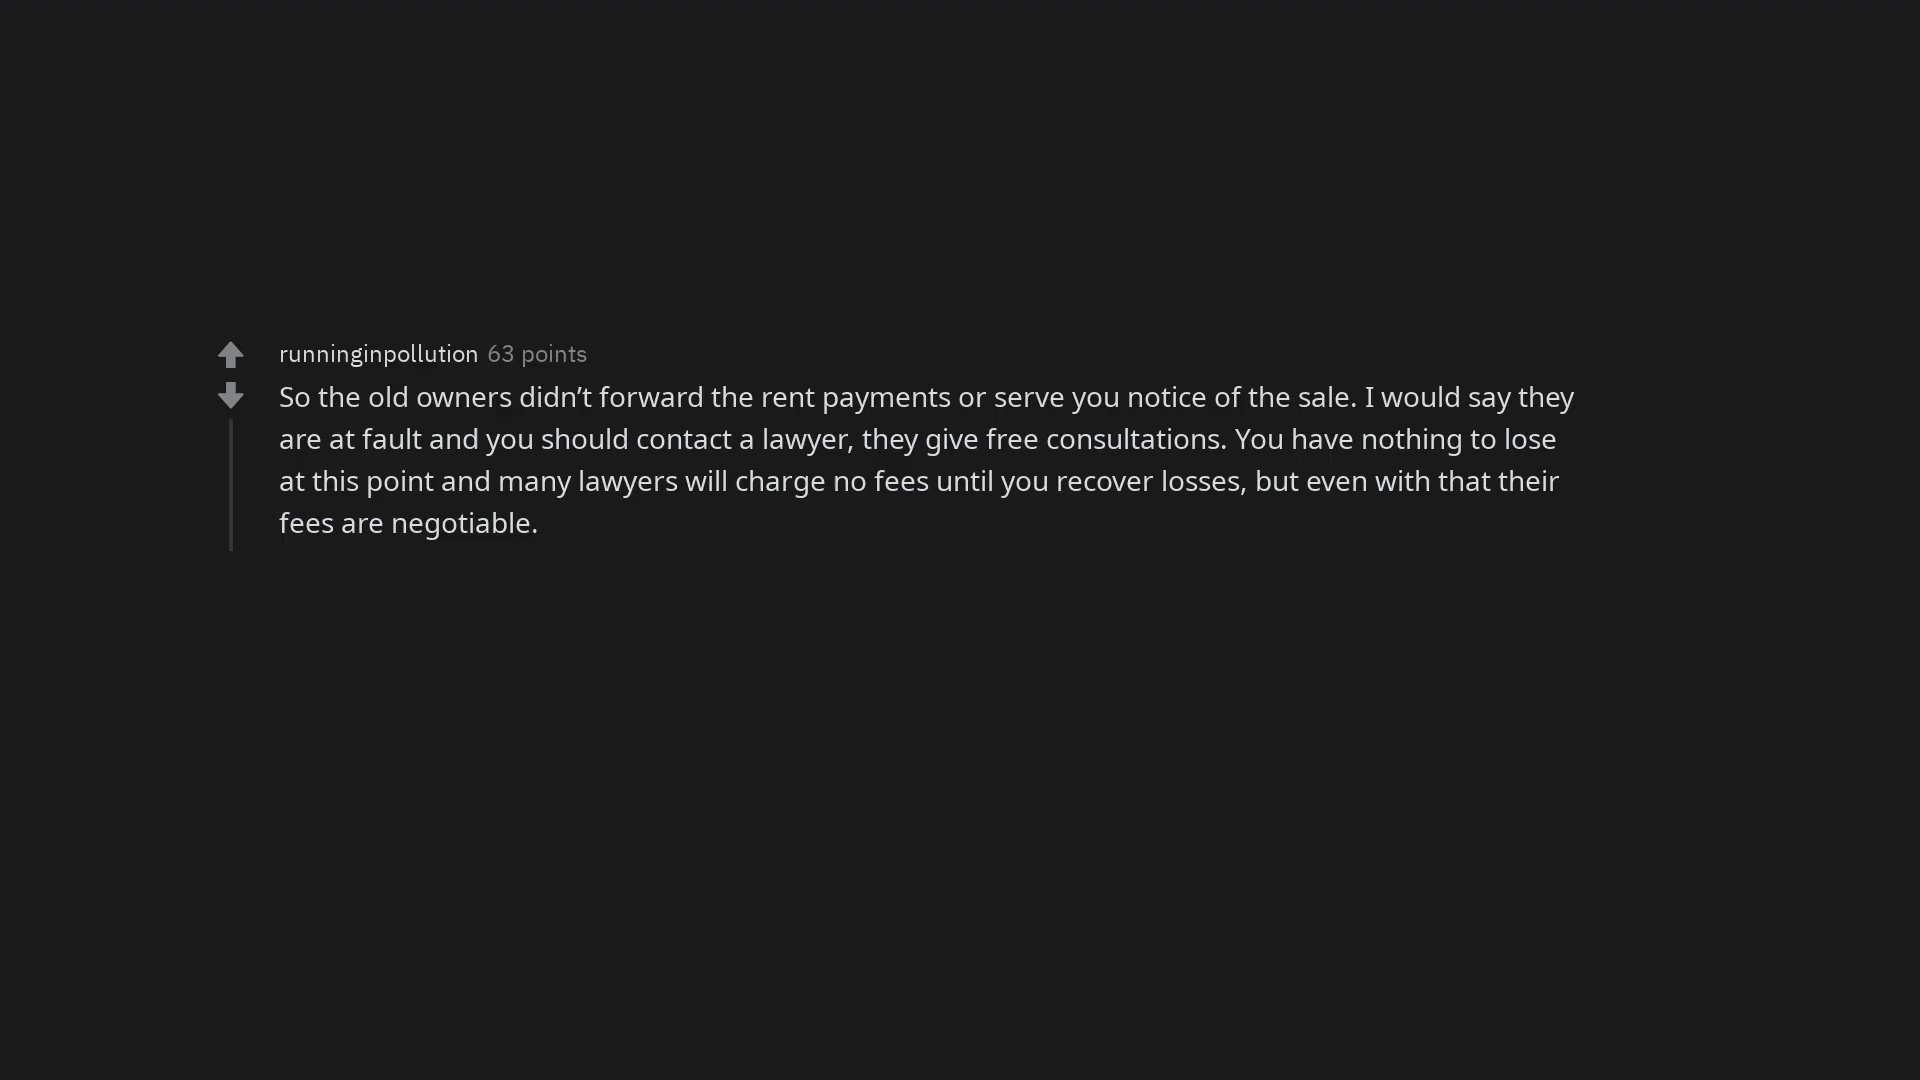 runninginpollution 63 points
So the old owners didn’t forward the rent payments or serve you notice of the sale. I would say they
are at fault and you should contact a lawyer, they give free consultations. You have nothing to lose
at this point and many lawyers will charge no fees until you recover losses, but even with that their
fees are negotiable.